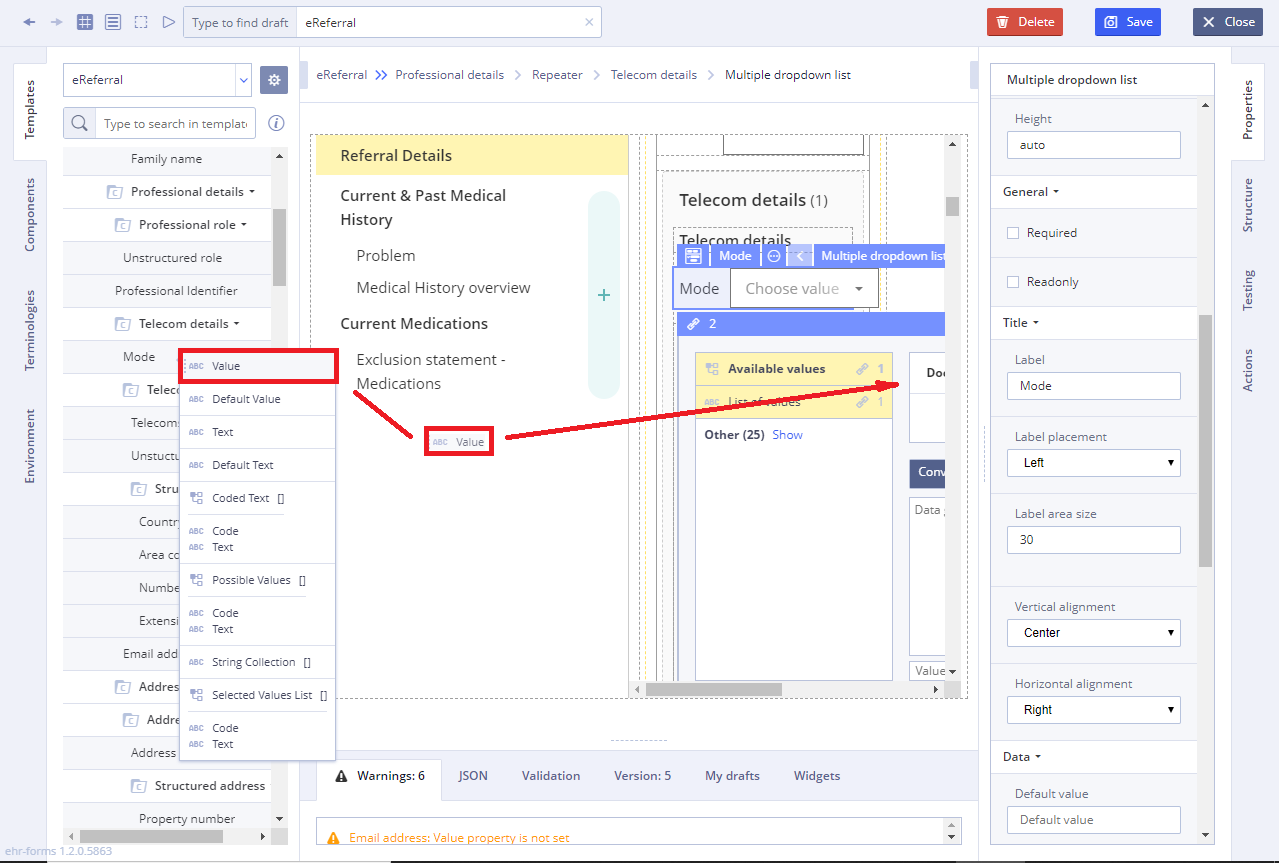 Type to find draft
eReferral
Delete
Save
Close
Templates
Components
Terminologies
Environment
eReferral
Type to search in templat
Family name
Professional details
Professional role
Unstructured role
Professional Identifier
Telecom details
Mode
Telec
Telecom
Unstuctu
Stru
Country
Area co
Numb
Extensi
Email add
Address
Addre
Address
Structured address
Property number
ABC Value
ABC Default Value
ABC Text
ABC Default Text
Coded Text []
ABC Code
ABC Text
Possible Values []
ABC Code
ABC Text
ABC String Collection []
Selected Values List []
ABC Code
ABC Text
ABC Value
eReferral Professional details Repeater Telecom details Multiple dropdown list
Referral Details
Current & Past Medical
History
Problem
Medical History overview
Current Medications
Exclusion statement -
Medications
+
Telecom details (1)
Telecom details
Mode Multiple dropdown list
Mode Choose value
2
Available values 1
ABC List of values 1
Other (25) Show
Doc
Conv
Data
Value
Warnings: 6
JSON
Validation
Version: 5
My drafts
Widgets
Email address: Value property is not set
Multiple dropdown list
Height
auto
General
Required
Readonly
Title
Label
Mode
Label placement
Left
Label area size
30
Vertical alignment
Center
Horizontal alignment
Right
Data
Default value
Default value
Properties
Structure
Testing
Actions
ehr-forms 1.2.0.5863